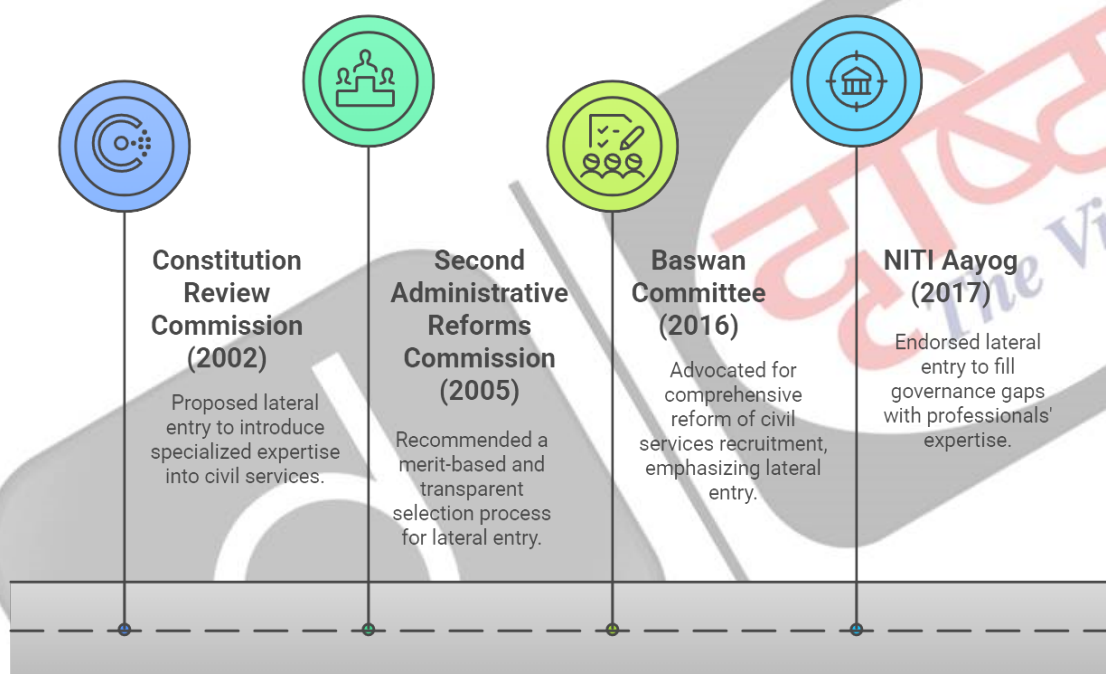 Constitution
Review
Commission
(2002)
Proposed lateral
entry to introduce
specialized expertise
into civil services.
Second
Administrative
Reforms
Commission
(2005)
Recommended a
merit-based and
transparent
selection process
for lateral entry.
Baswan
Committee
(2016)
Advocated for
comprehensive
reform of civil
services recruitment,
emphasizing lateral
entry.
NITI Aayog
(2017)
Endorsed lateral
entry to fill
governance gaps
with professionals'
expertise.
दृष्टि
The Vi
d